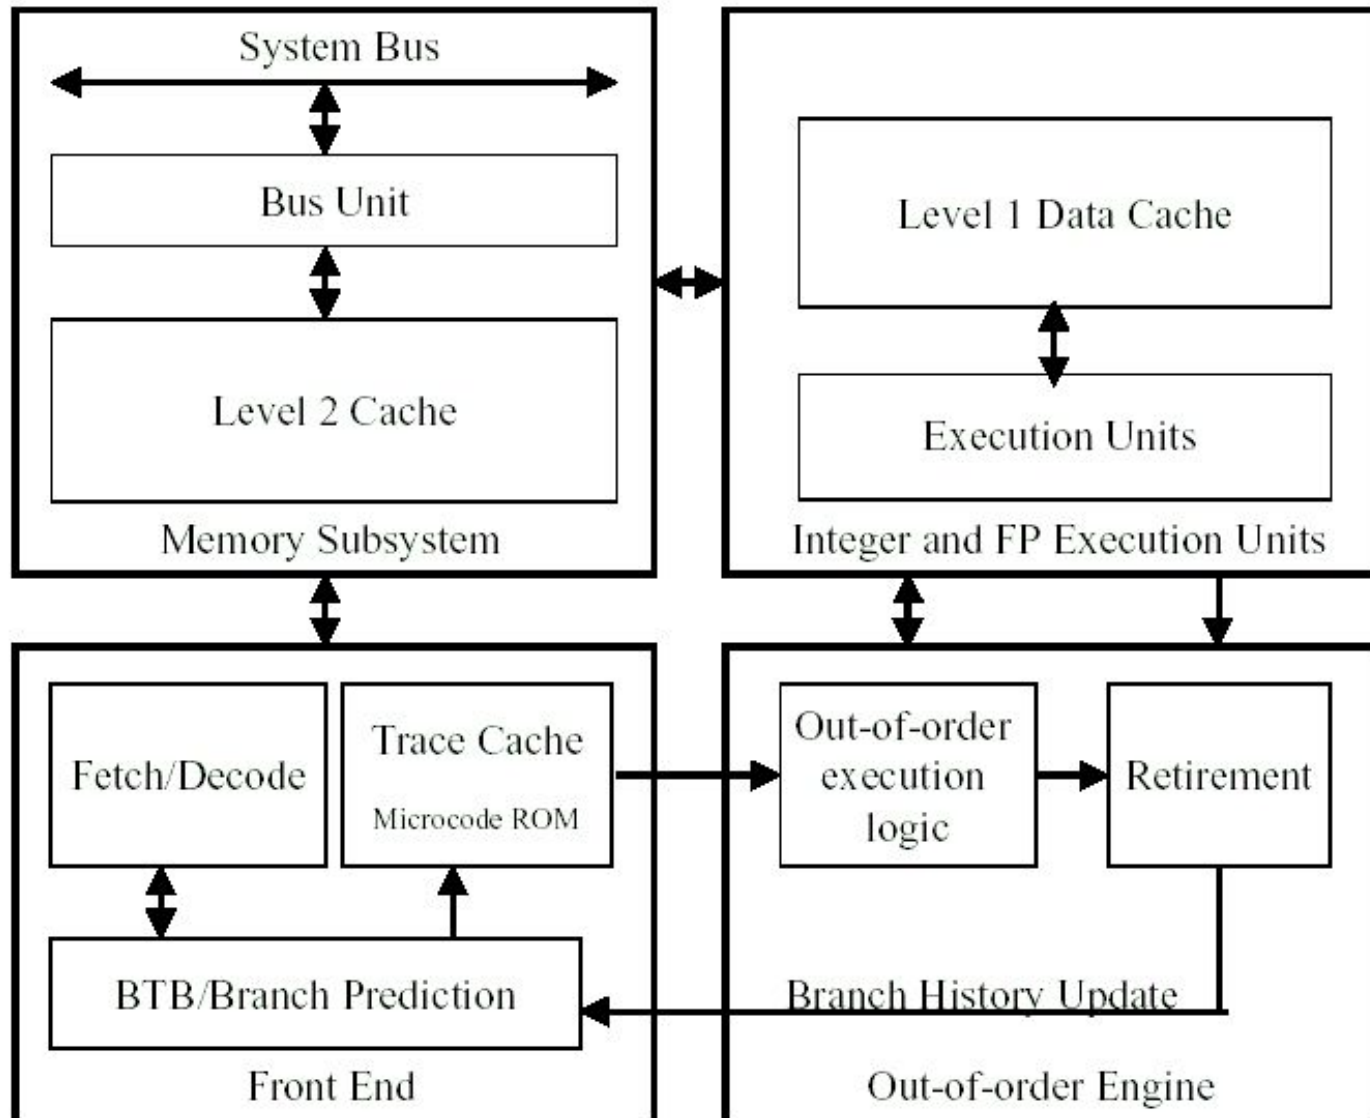 System Bus
Bus Unit
Level 2 Cache
Memory Subsystem
Level 1 Data Cache
Execution Units
Integer and FP Execution Units
Fetch/Decode
Trace Cache
Microcode ROM
BTB/Branch Prediction
Front End
Out-of-order
execution
logic
Retirement
Branch History Update
Out-of-order Engine